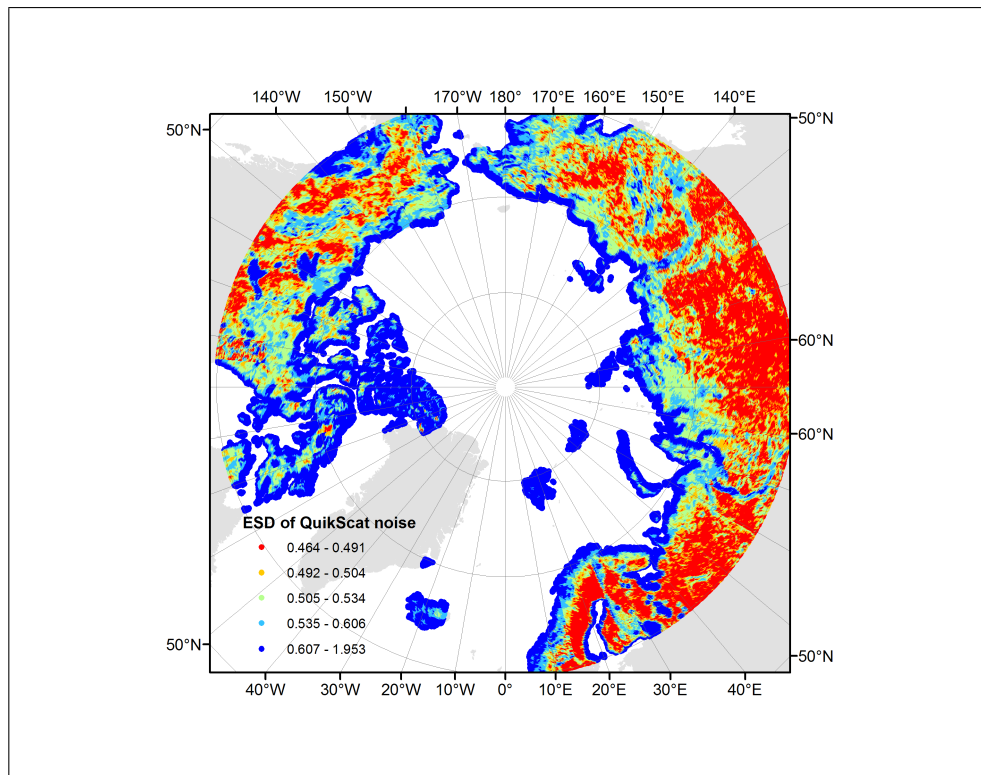 140°W 150°W 170°W 180° 170°E 160°E 150°E 140°E
50°N 50°N
60°N
60°N
ESD of QuikScat noise
0.464 - 0.491
0.492 - 0.504
0.505 - 0.534
0.535 - 0.606
0.607 - 1.953
50°N 50°N
40°W 30°W 20°W 10°W 0° 10°E 20°E 30°E 40°E